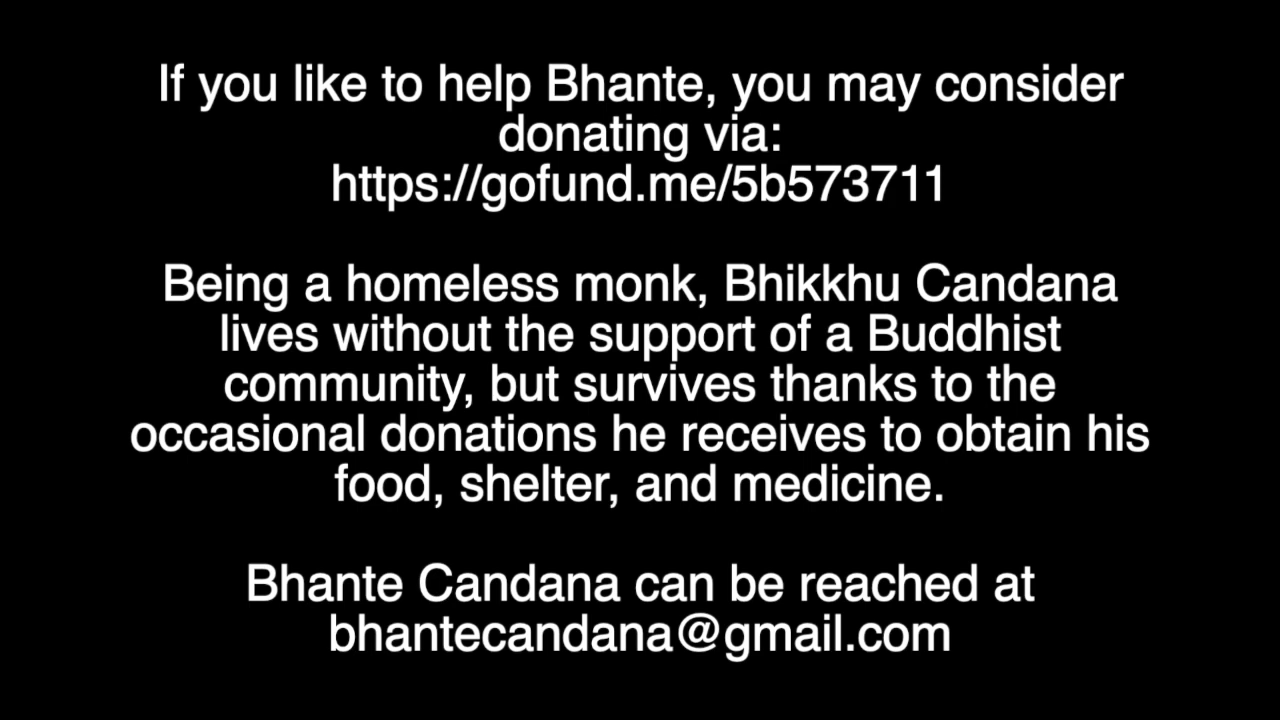 If you like to help Bhante, you may consider
donating via:
https://gofund.me/5b573711
Being a homeless monk, Bhikkhu Candana
lives without the support of a Buddhist
community, but survives thanks to the
occasional donations he receives to obtain his
food, shelter, and medicine.
Bhante Candana can be reached at
bhantecandana@gmail.com